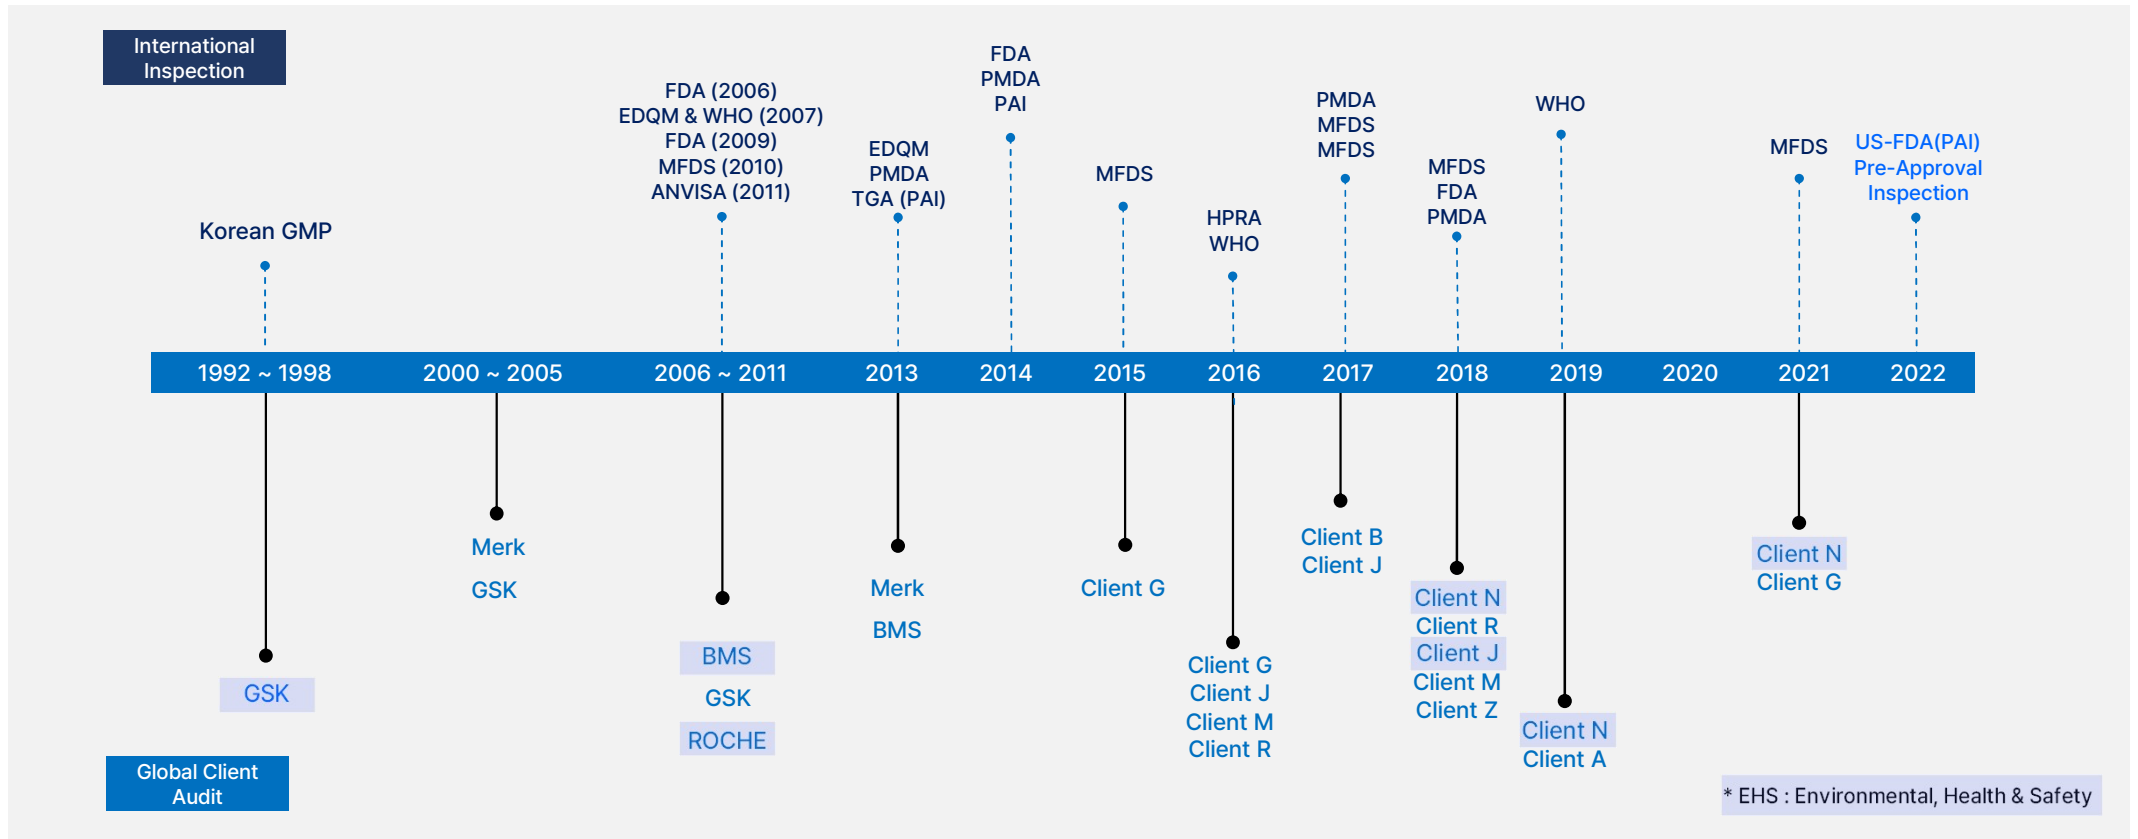 International
Inspection
Korean GMP
FDA (2006)
EDQM & WHO (2007)
FDA (2009)
MFDS (2010)
ANVISA (2011)
EDQM
PMDA
TGA (PAI)
FDA
PMDA
PAI
MFDS
HPRA
WHO
PMDA
MFDS
MFDS
MFDS
FDA
PMDA
WHO
MFDS
US-FDA(PAI)
Pre-Approval
Inspection
1992 ~ 1998
2000 ~ 2005
2006 ~ 2011
2013
2014
2015
2016
2017
2018
2019
2020
2021
2022
GSK
Merk
GSK
BMS
GSK
ROCHE
Merk
BMS
Client G
Client G
Client J
Client M
Client R
Client B
Client J
Client N
Client R
Client J
Client M
Client Z
Client N
Client A
Client N
Client G
Global Client
Audit
* EHS : Environmental, Health & Safety